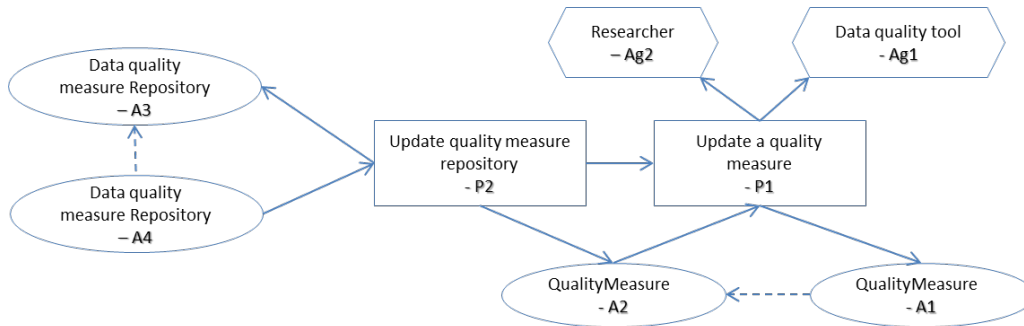 Researcher
– Ag2
Data quality tool
- Ag1
Data quality
measure Repository
– A3
Update quality measure
repository
- P2
Update a quality
measure
- P1
Data quality
measure Repository
– A4
QualityMeasure
- A2
QualityMeasure
- A1